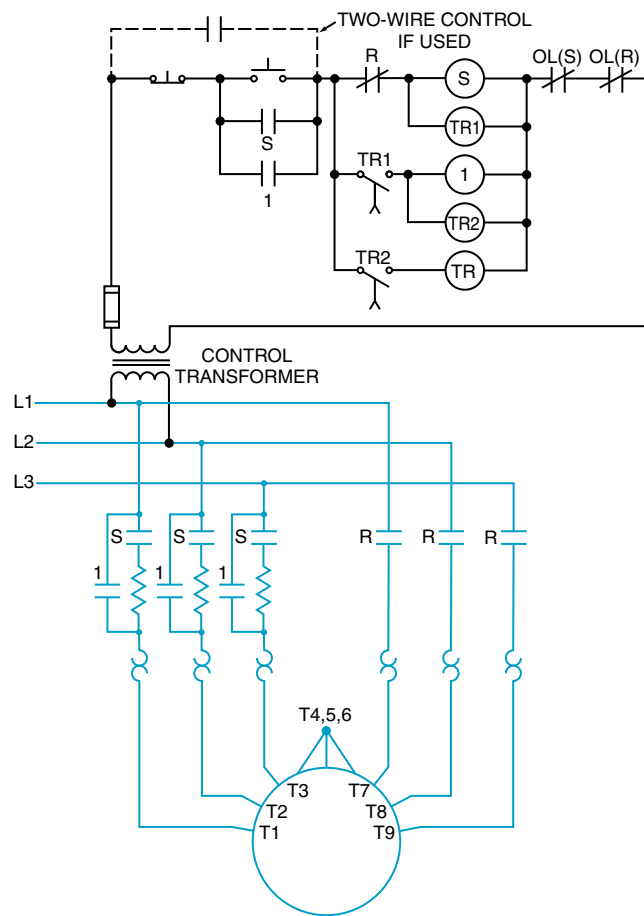 TWO-WIRE CONTROL
IF USED
R
S
OL(S)
OL(R)
S
TR1
1
TR1
1
TR2
TR2
TR
CONTROL
TRANSFORMER
L1
L2
L3
S
S
S
R
R
R
1
1
1
T4,5,6
T3
T7
T2
T8
T1
T9